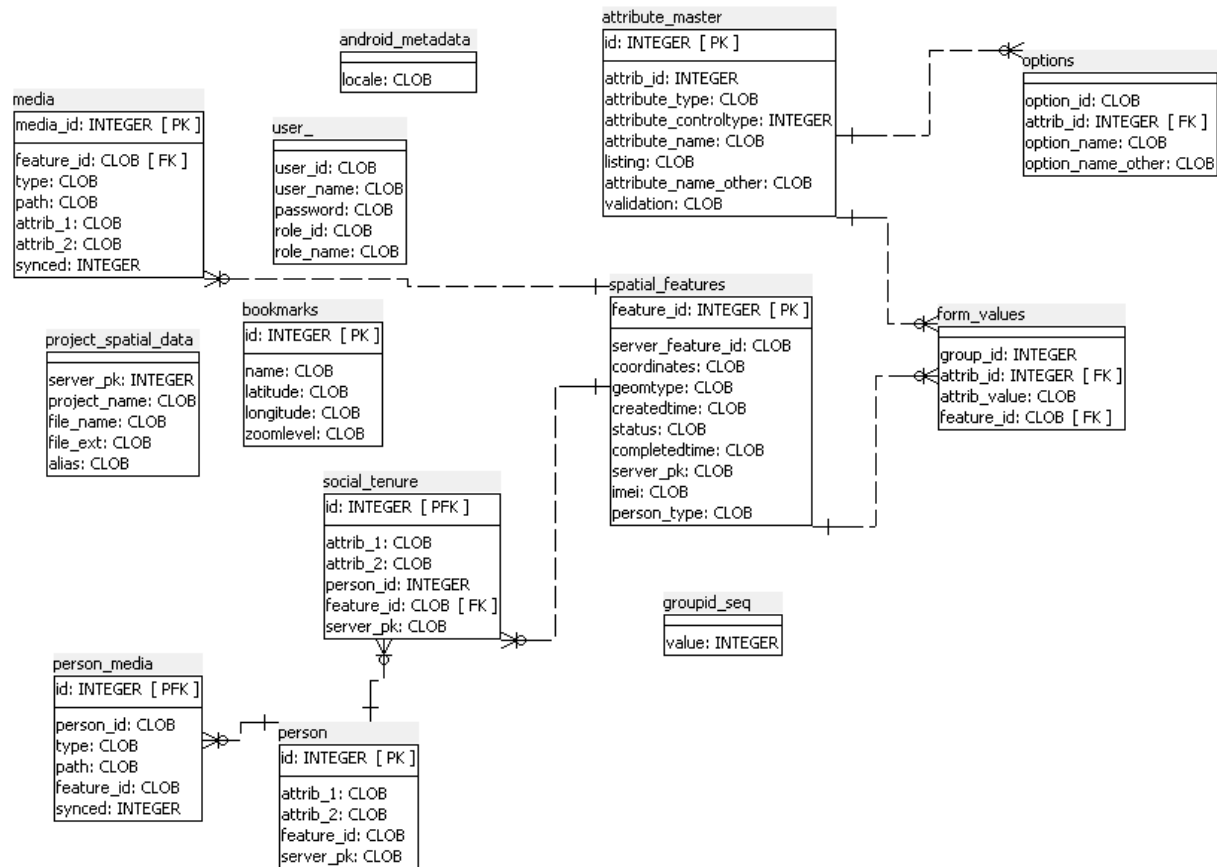 attribute_master
id: INTEGER [ PK ]
attrib_id: INTEGER
attribute_type: CLOB
attribute_controltype: INTEGER
attribute_name: CLOB
listing: CLOB
attribute_name_other: CLOB
validation: CLOB
android_metadata
locale: CLOB
options
option_id: CLOB
attrib_id: INTEGER [ FK ]
option_name: CLOB
option_name_other: CLOB
media
media_id: INTEGER [ PK ]
feature_id: CLOB [ FK ]
type: CLOB
path: CLOB
attrib_1: CLOB
attrib_2: CLOB
synced: INTEGER
user_
user_id: CLOB
user_name: CLOB
password: CLOB
role_id: CLOB
role_name: CLOB
spatial_features
feature_id: INTEGER [ PK ]
server_feature_id: CLOB
coordinates: CLOB
geomtype: CLOB
createdtime: CLOB
status: CLOB
completedtime: CLOB
server_pk: CLOB
imei: CLOB
person_type: CLOB
bookmarks
id: INTEGER [ PK ]
name: CLOB
latitude: CLOB
longitude: CLOB
zoomlevel: CLOB
form_values
group_id: INTEGER
attrib_id: INTEGER [ FK ]
attrib_value: CLOB
feature_id: CLOB [ FK ]
project_spatial_data
server_pk: INTEGER
project_name: CLOB
file_name: CLOB
file_ext: CLOB
alias: CLOB
social_tenure
id: INTEGER [ PFK ]
attrib_1: CLOB
attrib_2: CLOB
person_id: INTEGER
feature_id: CLOB [ FK ]
server_pk: CLOB
groupid_seq
value: INTEGER
person_media
id: INTEGER [ PFK ]
person_id: CLOB
type: CLOB
path: CLOB
feature_id: CLOB
synced: INTEGER
person
id: INTEGER [ PK ]
attrib_1: CLOB
attrib_2: CLOB
feature_id: CLOB
server_pk: CLOB